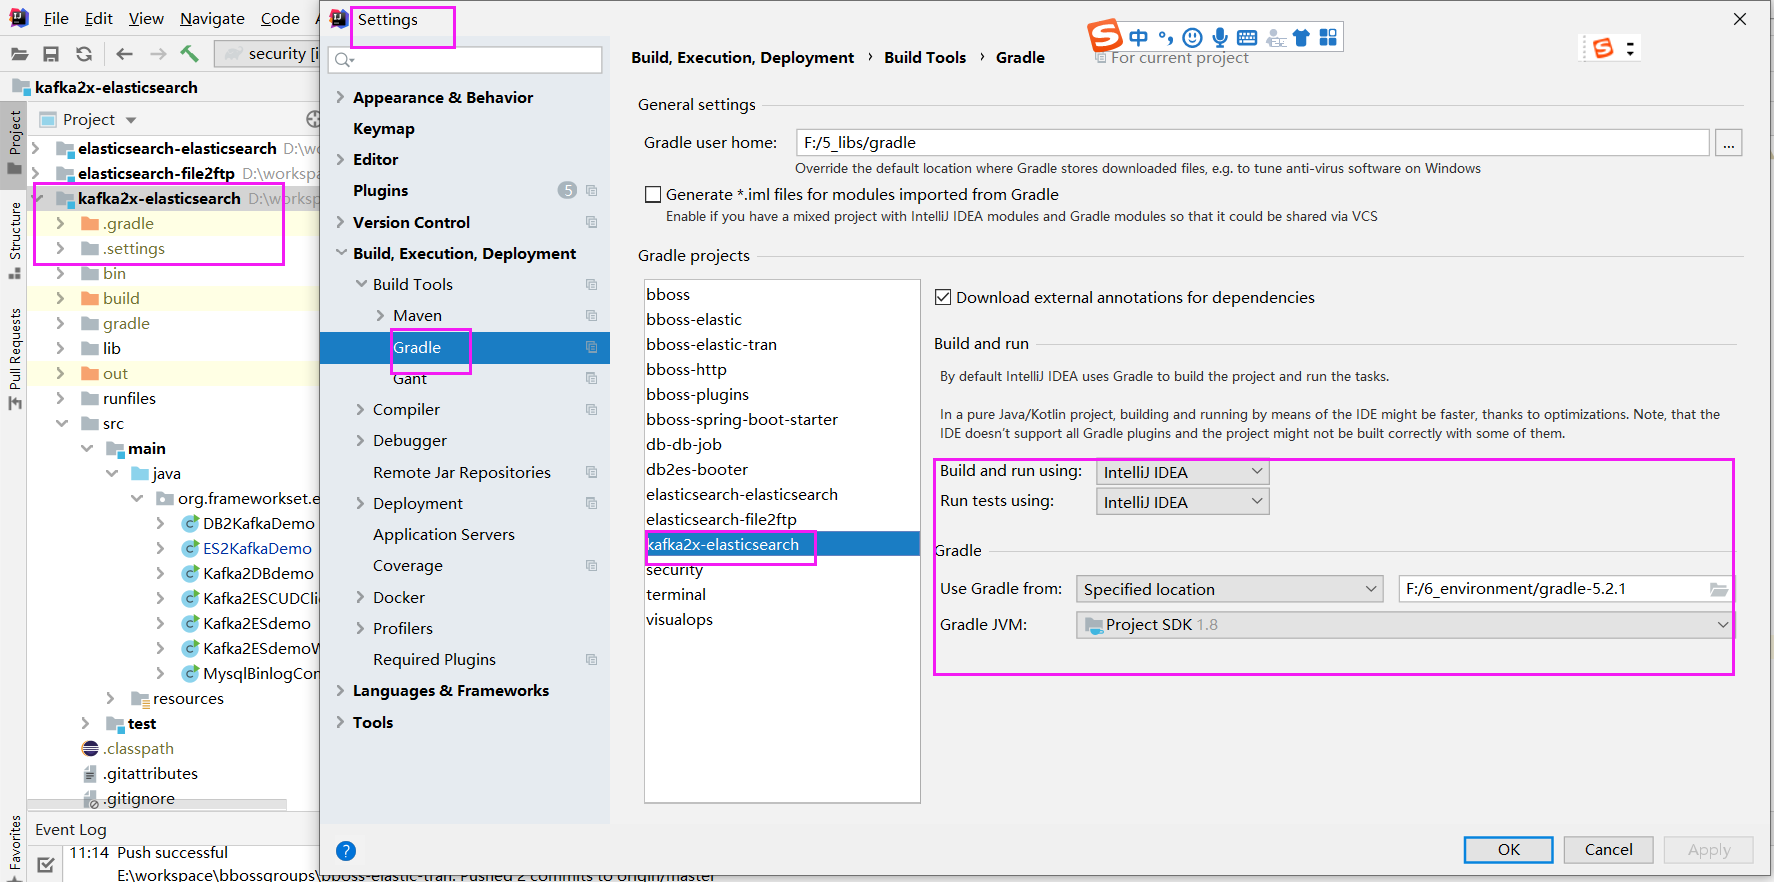 File Edit View Navigate Code
security [i
kafka2x-elasticsearch
Project
Structure
Pull Requests
Favorites
Project
elasticsearch-elasticsearch D:\wo
elasticsearch-file2ftp D:\workspa
kafka2x-elasticsearch D:\worksp
.gradle
.settings
bin
build
gradle
lib
out
runfiles
src
main
java
org.frameworkset.e
DB2KafkaDemo
ES2KafkaDemo
Kafka2DBdemo
Kafka2ESCUDCli
Kafka2ESdemo
Kafka2ESdemoW
MysqlBinlogCon
resources
test
.classpath
.gitattributes
.gitignore
Event Log
11:14 Push successful
E:\workspace\bbossgroups\bboss-elastic-tran: Pushed 2 commits to origin/master
Settings
Appearance & Behavior
Keymap
Editor
Plugins 5
Version Control
Build, Execution, Deployment
Build Tools
Maven
Gradle
Gant
Compiler
Debugger
Remote Jar Repositories
Deployment
Application Servers
Coverage
Docker
Profilers
Required Plugins
Languages & Frameworks
Tools
?
Build, Execution, Deployment › Build Tools › Gradle
For current project
中
General settings
Gradle user home: F:/5_libs/gradle ...
Override the default location where Gradle stores downloaded files, e.g. to tune anti-virus software on Windows
Generate *.iml files for modules imported from Gradle
Enable if you have a mixed project with IntelliJ IDEA modules and Gradle modules so that it could be shared via VCS
Gradle projects
bboss
bboss-elastic
bboss-elastic-tran
bboss-http
bboss-plugins
bboss-spring-boot-starter
db-db-job
db2es-booter
elasticsearch-elasticsearch
elasticsearch-file2ftp
kafka2x-elasticsearch
security
terminal
visualops
Download external annotations for dependencies
Build and run
By default IntelliJ IDEA uses Gradle to build the project and run the tasks.
In a pure Java/Kotlin project, building and running by means of the IDE might be faster, thanks to optimizations. Note, that the
IDE doesn't support all Gradle plugins and the project might not be built correctly with some of them.
Build and run using: IntelliJ IDEA
Run tests using: IntelliJ IDEA
Gradle
Use Gradle from: Specified location F:/6_environment/gradle-5.2.1
Gradle JVM: Project SDK 1.8
OK Cancel Apply